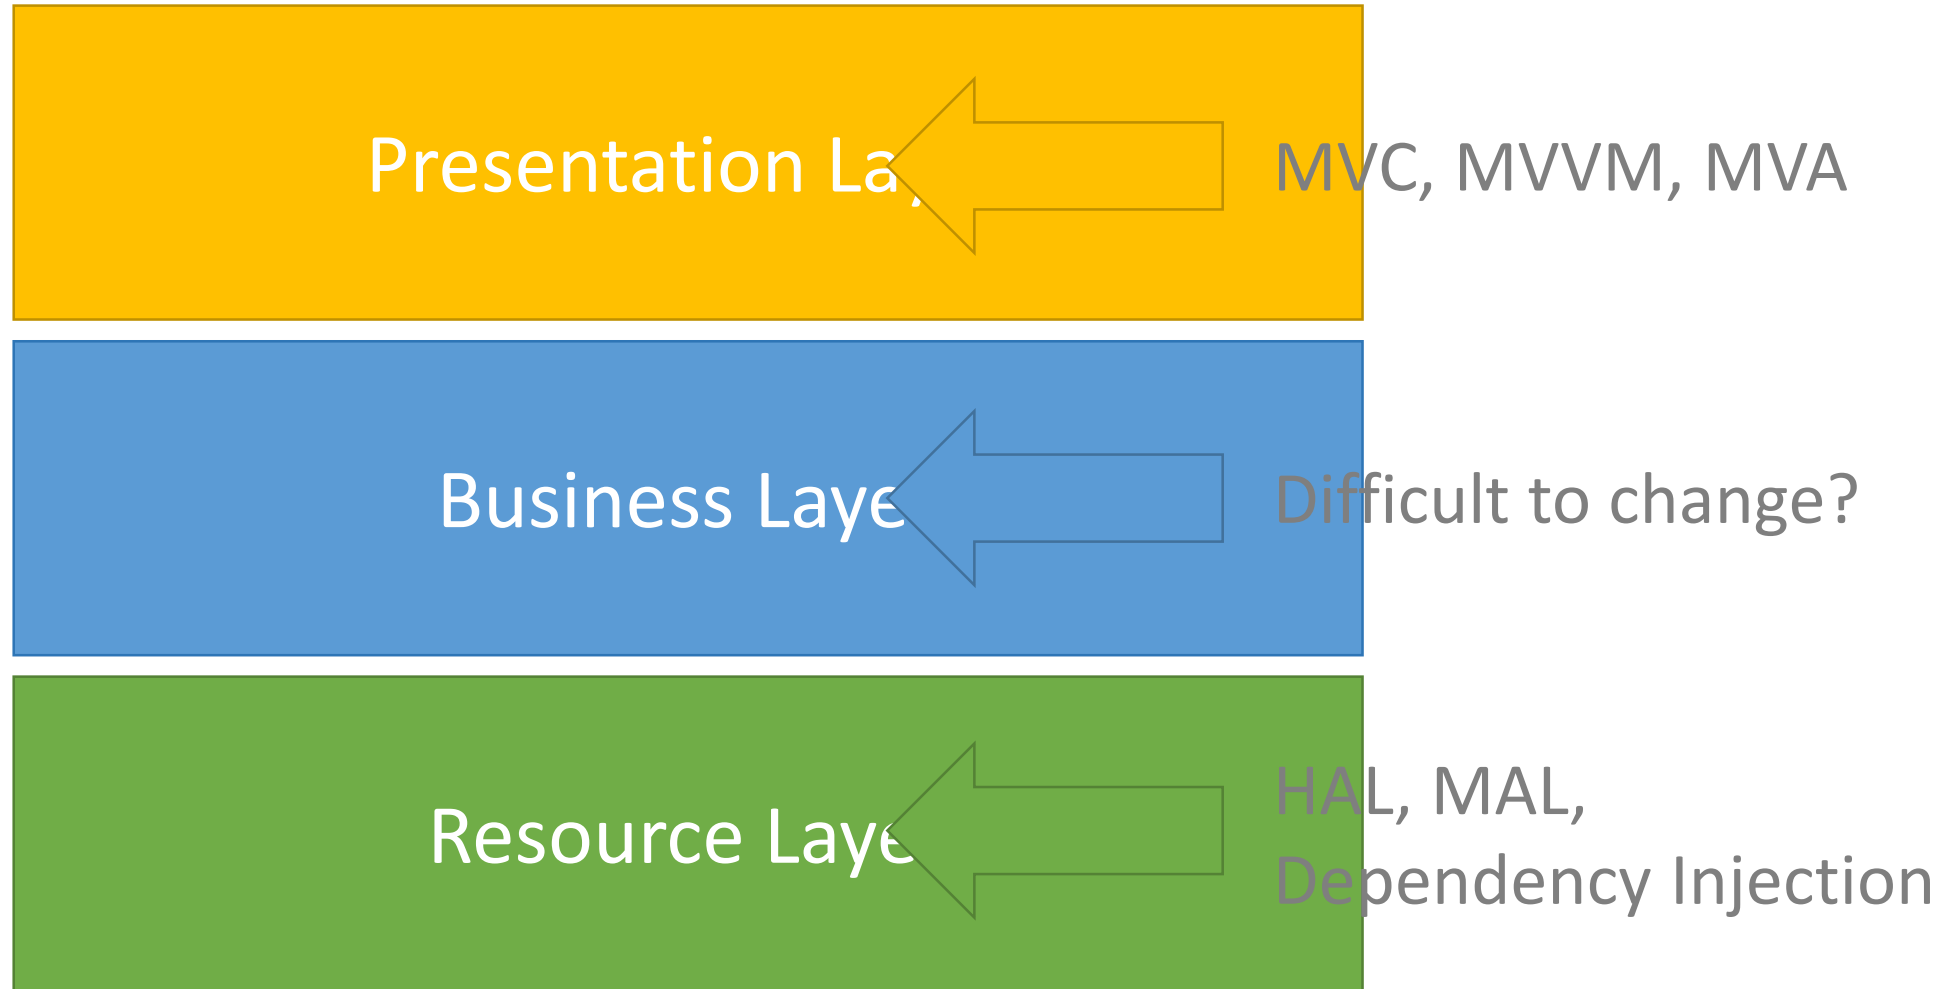 Presentation La
MVC, MVVM, MVA
Business Laye
Difficult to change?
Resource Laye
HAL, MAL,
Dependency Injection